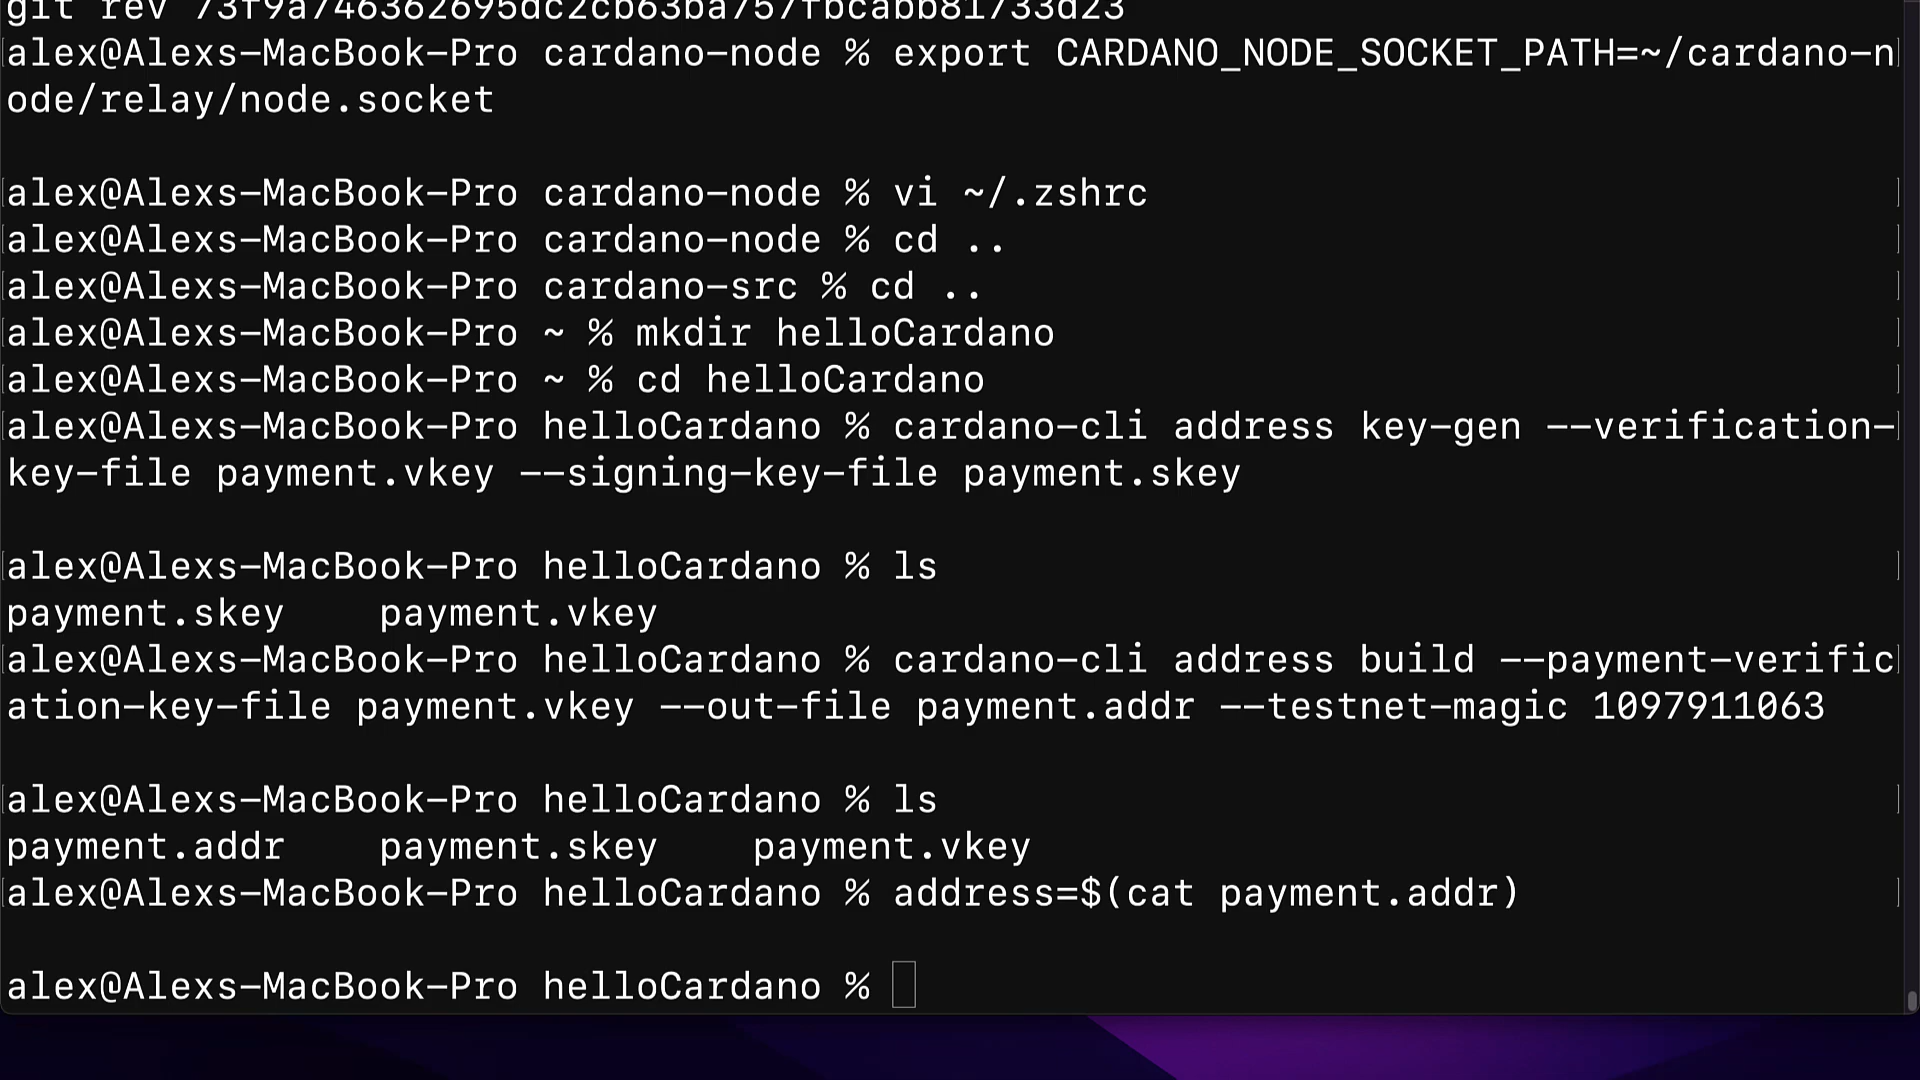 git rev 73f9a746362695dc2cb63ba757fbcabb81733d23
alex@Alexs-MacBook-Pro cardano-node % export CARDANO_NODE_SOCKET_PATH=~/cardano-n
ode/relay/node.socket
alex@Alexs-MacBook-Pro cardano-node % vi ~/.zshrc
alex@Alexs-MacBook-Pro cardano-node % cd ..
alex@Alexs-MacBook-Pro cardano-src % cd ..
alex@Alexs-MacBook-Pro ~ % mkdir helloCardano
alex@Alexs-MacBook-Pro ~ % cd helloCardano
alex@Alexs-MacBook-Pro helloCardano % cardano-cli address key-gen --verification-
key-file payment.vkey --signing-key-file payment.skey
alex@Alexs-MacBook-Pro helloCardano % ls
payment.skey    payment.vkey
alex@Alexs-MacBook-Pro helloCardano % cardano-cli address build --payment-verific
ation-key-file payment.vkey --out-file payment.addr --testnet-magic 1097911063
alex@Alexs-MacBook-Pro helloCardano % ls
payment.addr    payment.skey    payment.vkey
alex@Alexs-MacBook-Pro helloCardano % address=$(cat payment.addr)
alex@Alexs-MacBook-Pro helloCardano %